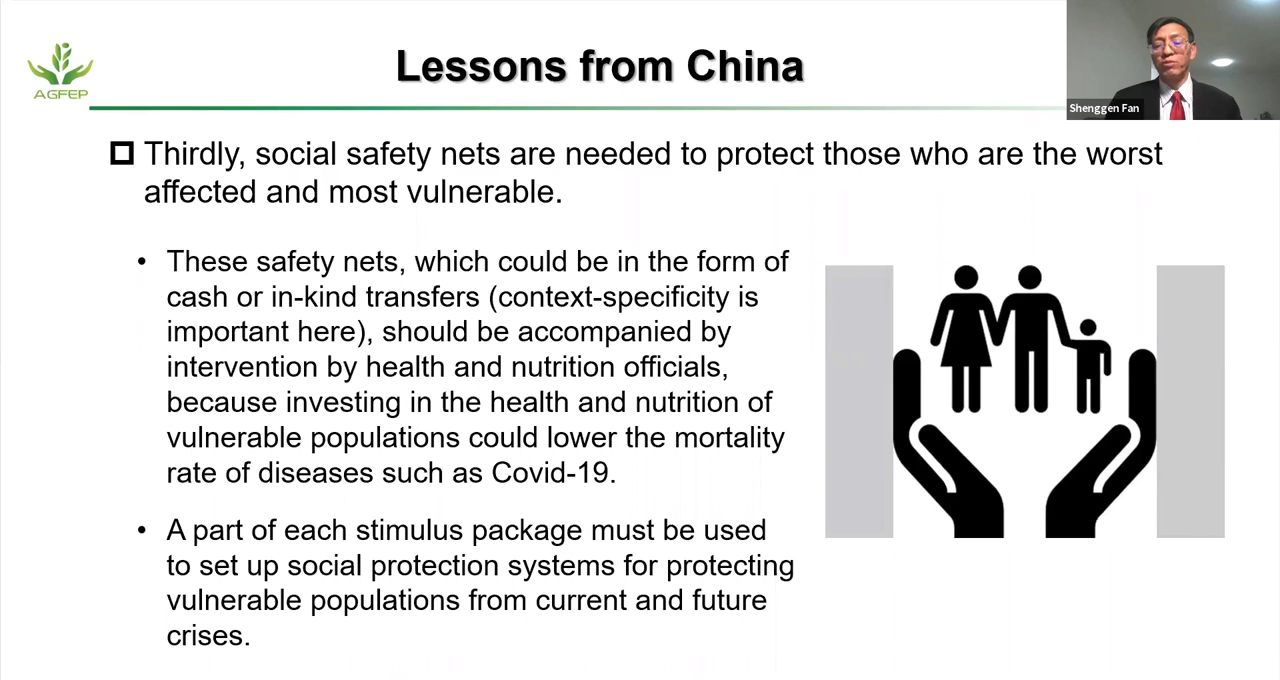 AGFEP
Lessons from China
Shenggen Fan
Thirdly, social safety nets are needed to protect those who are the worst
affected and most vulnerable.
• These safety nets, which could be in the form of
cash or in-kind transfers (context-specificity is
important here), should be accompanied by
intervention by health and nutrition officials,
because investing in the health and nutrition of
vulnerable populations could lower the mortality
rate of diseases such as Covid-19.
• A part of each stimulus package must be used
to set up social protection systems for protecting
vulnerable populations from current and future
crises.